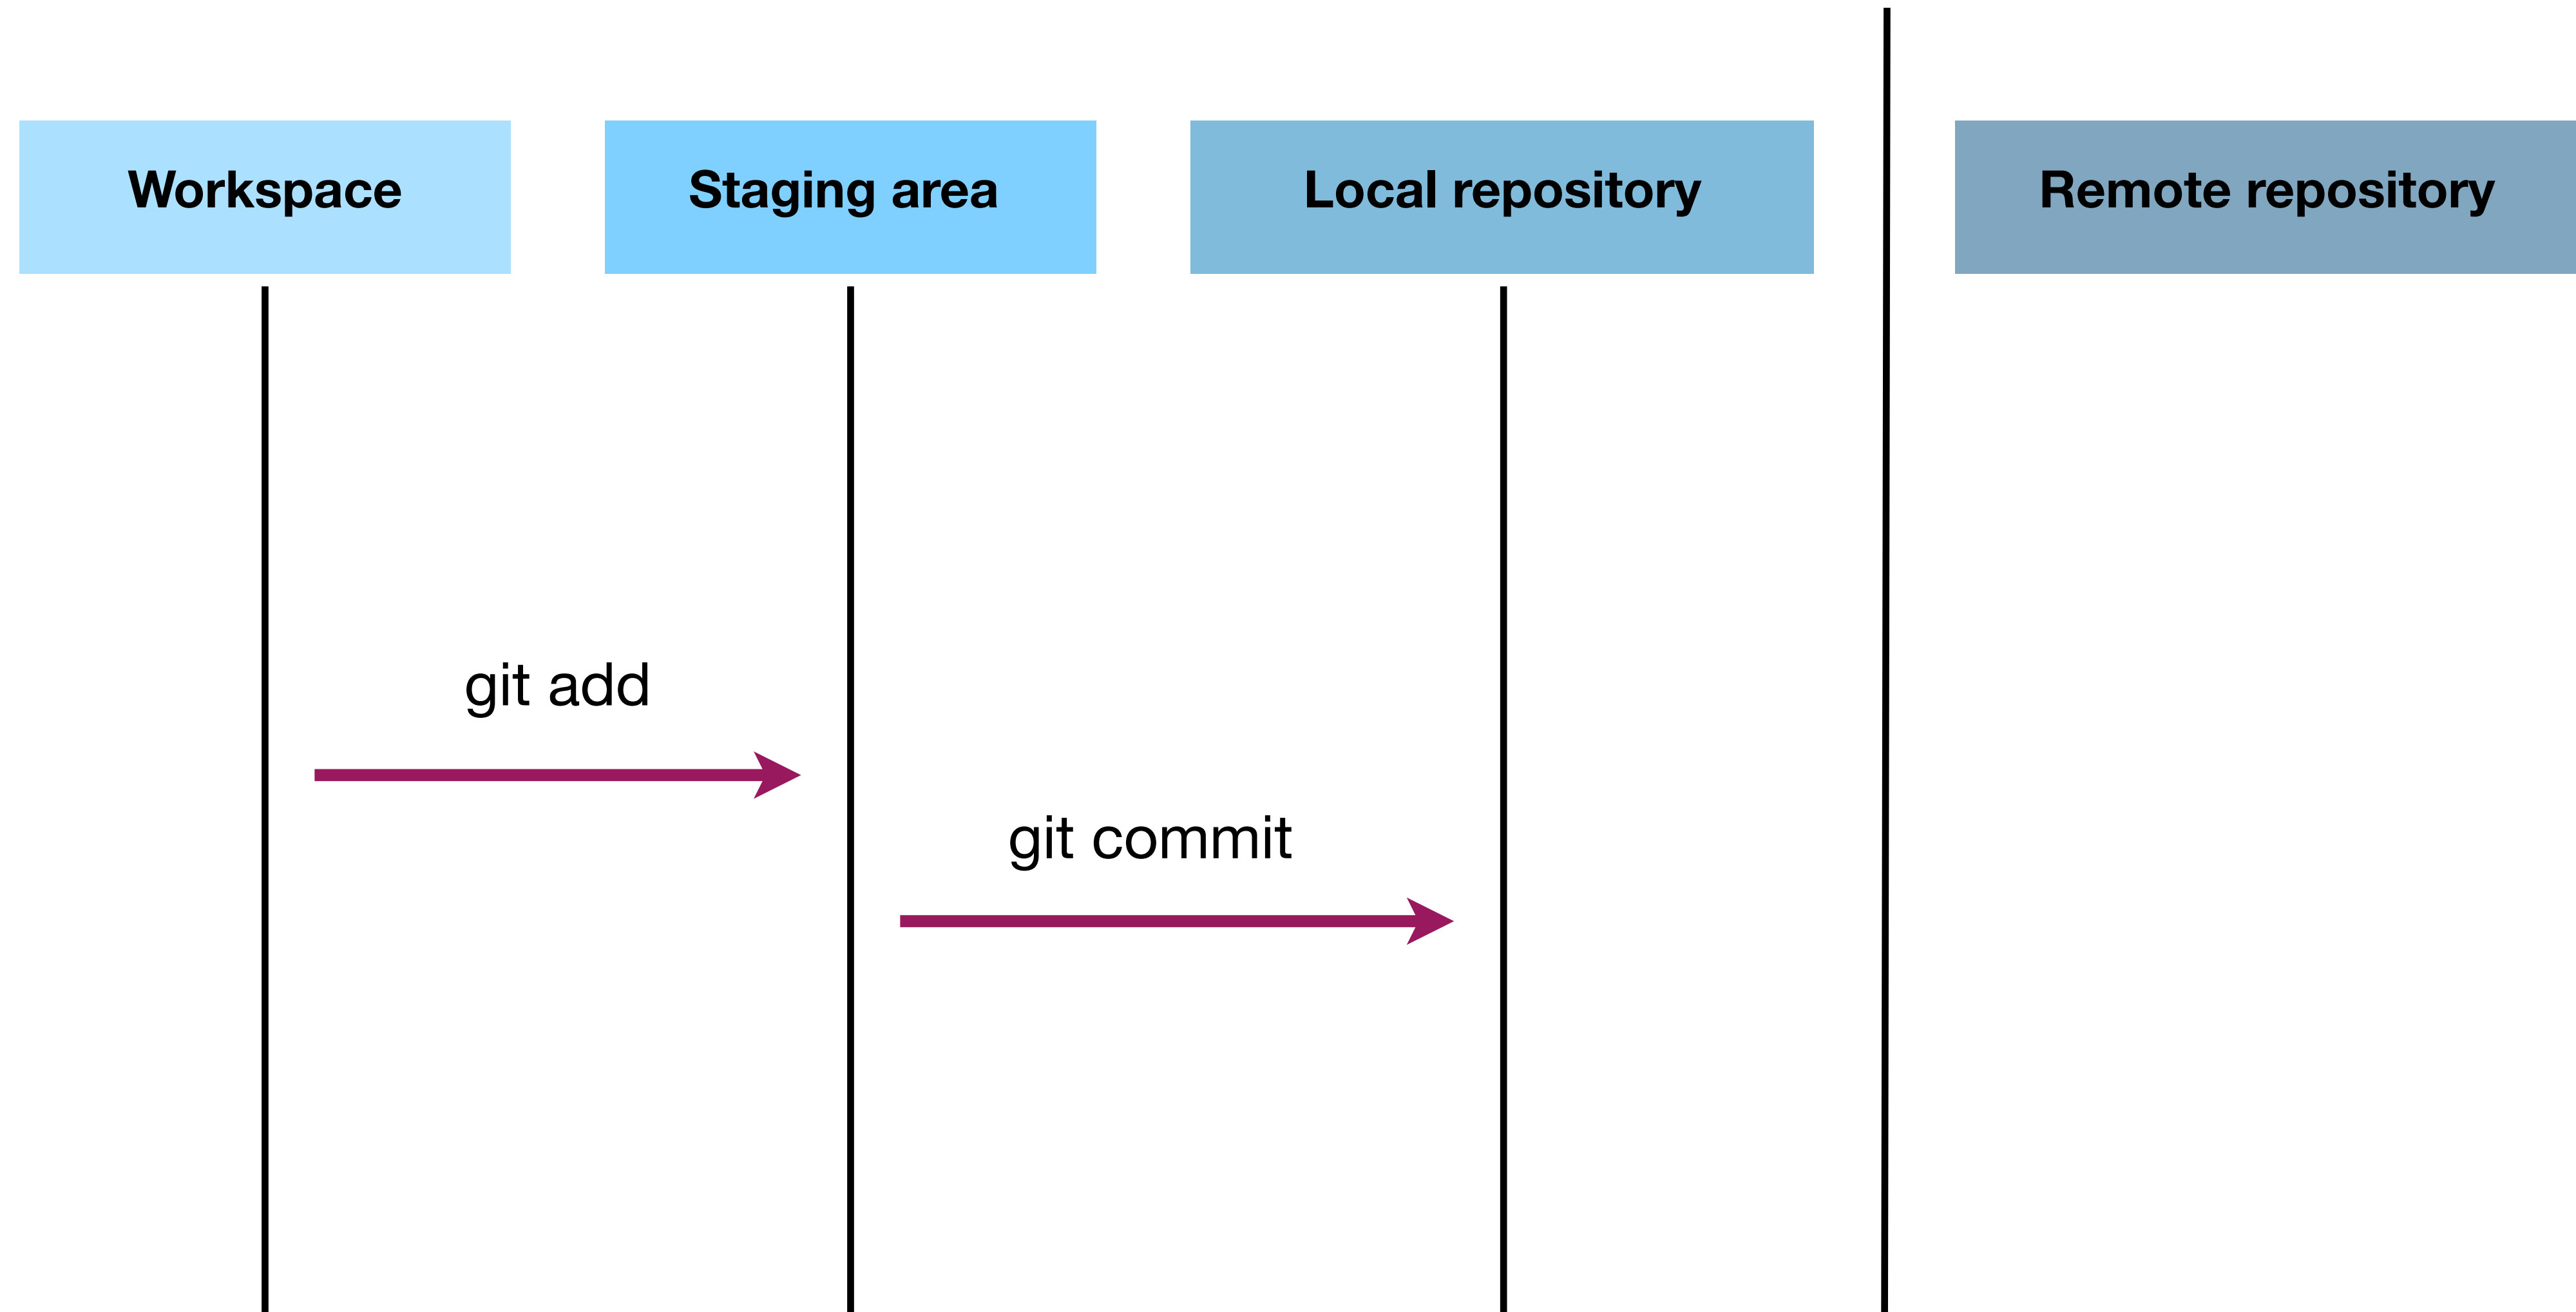 Workspace
Staging area
Local repository
Remote repository
git add
git commit